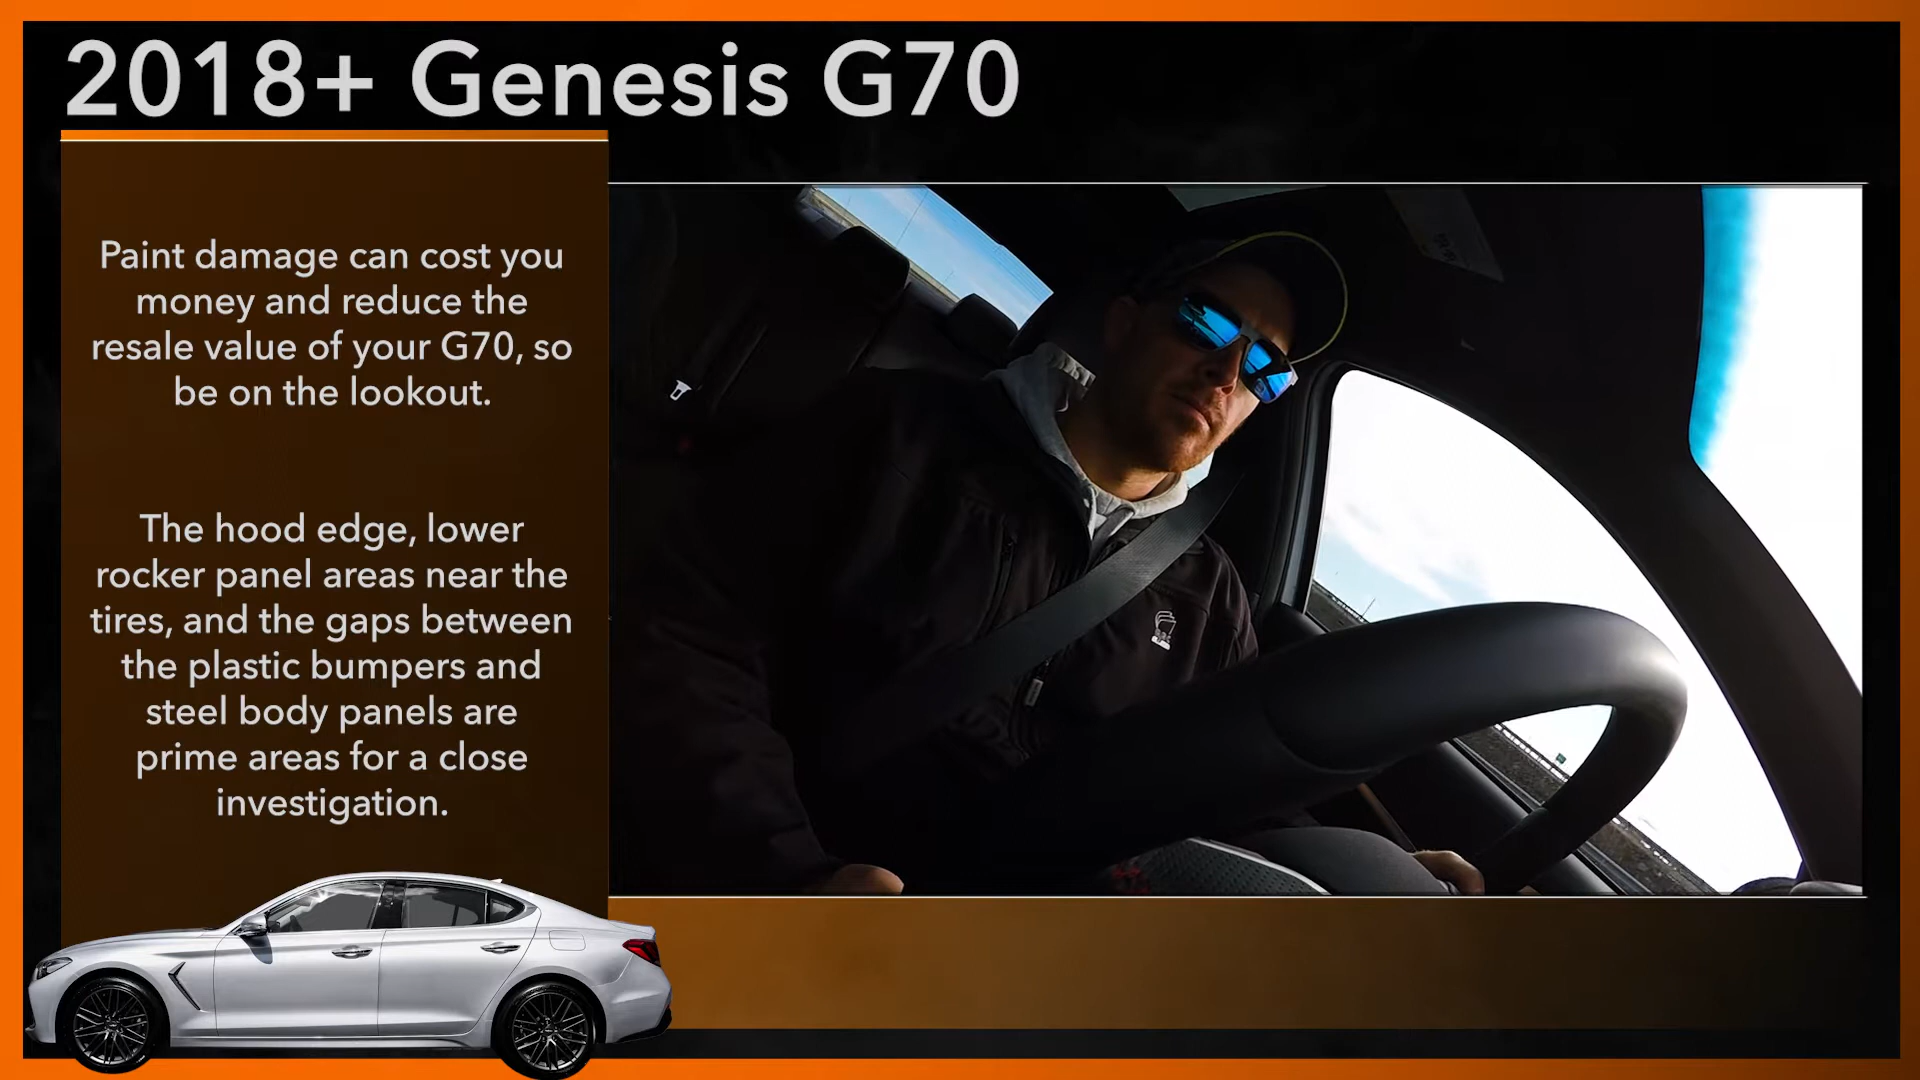 2018+ Genesis G70
Paint damage can cost you
money and reduce the
resale value of your G70, so
be on the lookout.
The hood edge, lower
rocker panel areas near the
tires, and the gaps between
the plastic bumpers and
steel body panels are
prime areas for a close
investigation.